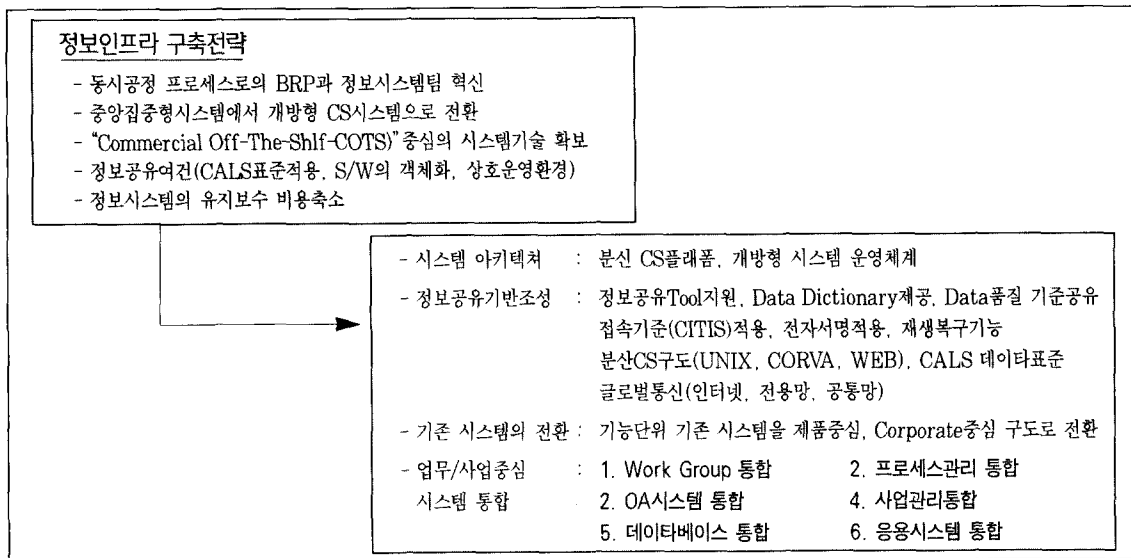 정보인프라 구축전략
- 동시공정 프로세스로의 BRP과 정보시스템팀 혁신
- 중앙집중형시스템에서 개방형 CS시스템으로 전환
- “Commercial Off-The-Shlf-COTS)”중심의 시스템기술 확보
- 정보공유여건(CALS표준적용, S/W의 객체화, 상호운영환경)
- 정보시스템의 유지보수 비용축소
- 시스템 아키텍쳐 : 분신 CS플래폼, 개방형 시스템 운영체계
- 정보공유기반조성 : 정보공유Tool지원, Data Dictionary제공, Data품질 기준공유
접속기준(CITIS)적용, 전자서명적용, 재생복구기능
분산CS구도(UNIX, CORVA, WEB), CALS 데이타표준
글로벌통신(인터넷, 전용망, 공통망)
- 기존 시스템의 전환 : 기능단위 기존 시스템을 제품중심, Corporate중심 구도로 전환
- 업무/사업중심 : 1. Work Group 통합 2. 프로세스관리 통합
시스템 통합 2. OA시스템 통합 4. 사업관리통합
5. 데이타베이스 통합 6. 응용시스템 통합